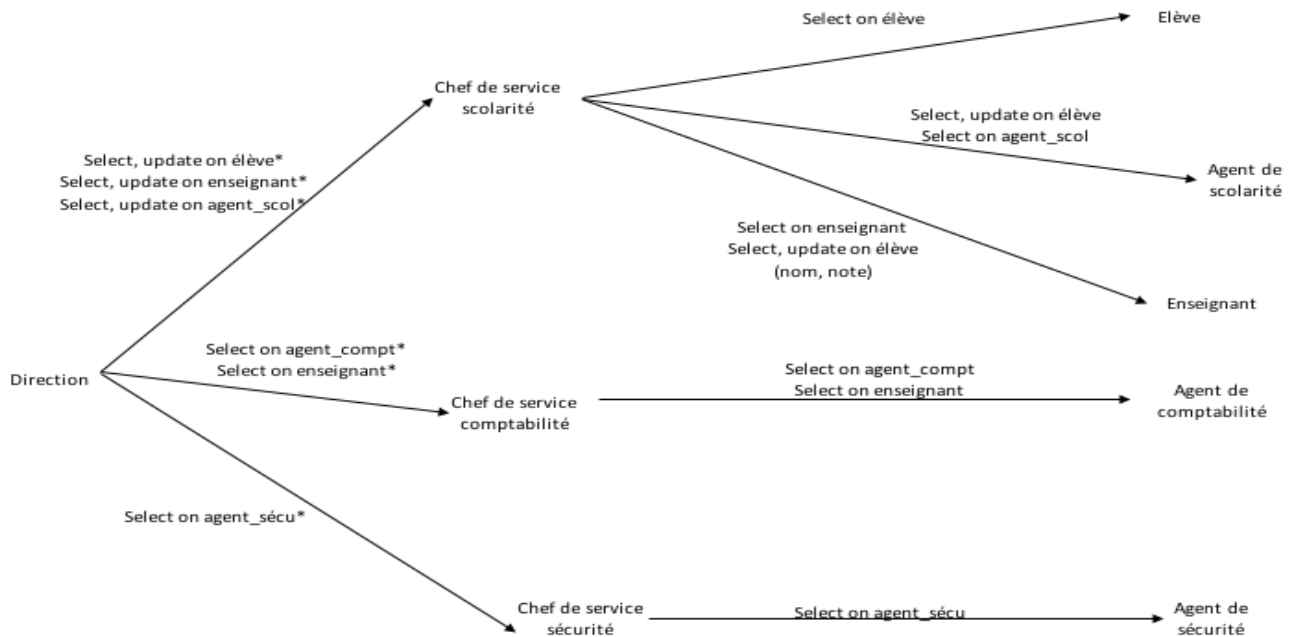 Select on élève
Elève
Chef de service
scolarité
Select, update on élève
Select on agent_scol
Select, update on élève*
Select, update on enseignant*
Select, update on agent_scol*
Agent de
scolarité
Select on enseignant
Select, update on élève
(nom, note)
Enseignant
Direction
Select on agent_compt*
Select on enseignant*
Chef de service
comptabilité
Select on agent_compt
Select on enseignant
Agent de
comptabilité
Select on agent_sécu*
Chef de service
sécurité
Select on agent_sécu
Agent de
sécurité